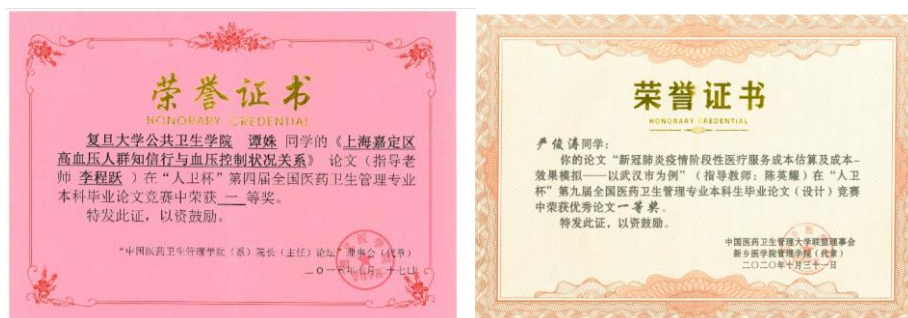 荣誉证书
HONORARY CREDENTIAL
复旦大学公共卫生学院 谭姝 同学的《上海嘉定区
高血压人群知信行与血压控制状况关系》 论文（指导老
师 李程跃 ）在“人卫杯”第四届全国医药卫生管理专业
本科毕业论文竞赛中荣获 二 等奖。
特发此证，以资鼓励。
“中国医药卫生管理学院（系）院长（主任）论坛”理事会（代章）
荣誉证书
HONORARY CREDENTIAL
严俊涛同学：
你的论文“新冠肺炎疫情阶段性医疗服务成本估算及成本-
效果模拟——以武汉市为例”（指导教师：陈英耀）在“人卫
杯”第九届全国医药卫生管理专业本科生毕业论文（设计）竞赛
中荣获优秀论文一等奖。
特发此证，以资鼓励。
中国医药卫生管理大学联盟理事会
新乡医学院管理学院（代章）
二〇二〇年十月三十一日